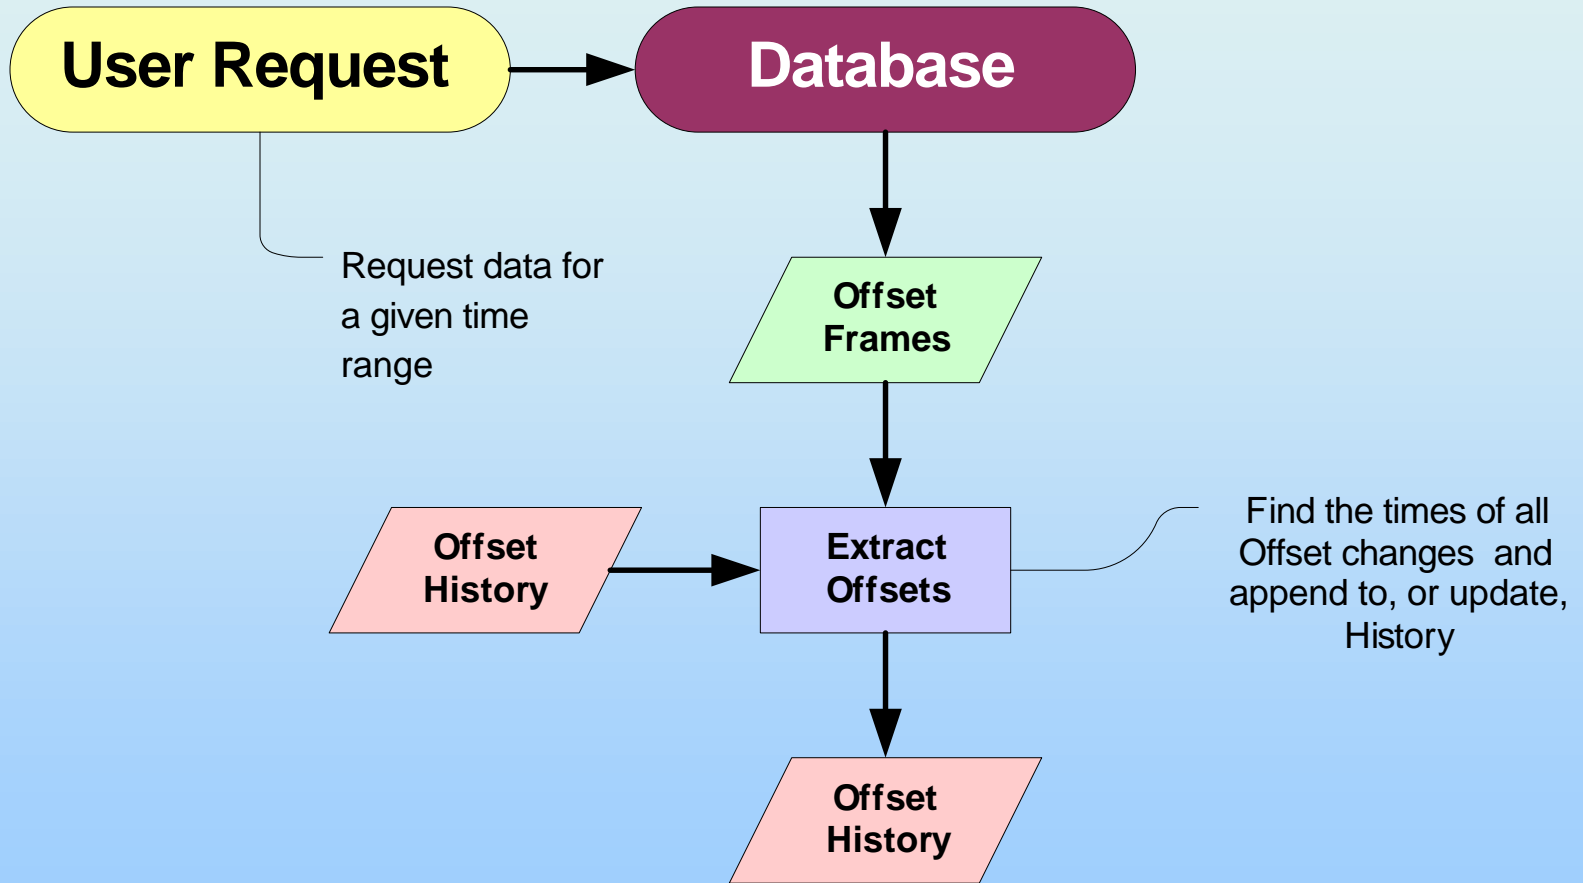 User Request
Database
Request data for
a given time
range
Offset
Frames
Offset
History
Extract
Offsets
Find the times of all
Offset changes and
append to, or update,
History
Offset
History